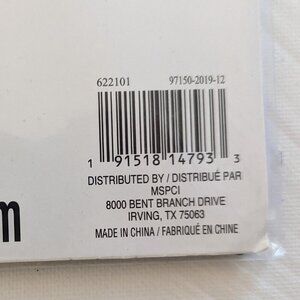 622101 97150-2019-12
1 91518 14793 3
DISTRIBUTED BY / DISTRIBUÉ PAR
MSPCI
8000 BENT BRANCH DRIVE
IRVING, TX 75063
MADE IN CHINA / FABRIQUÉ EN CHINE
m